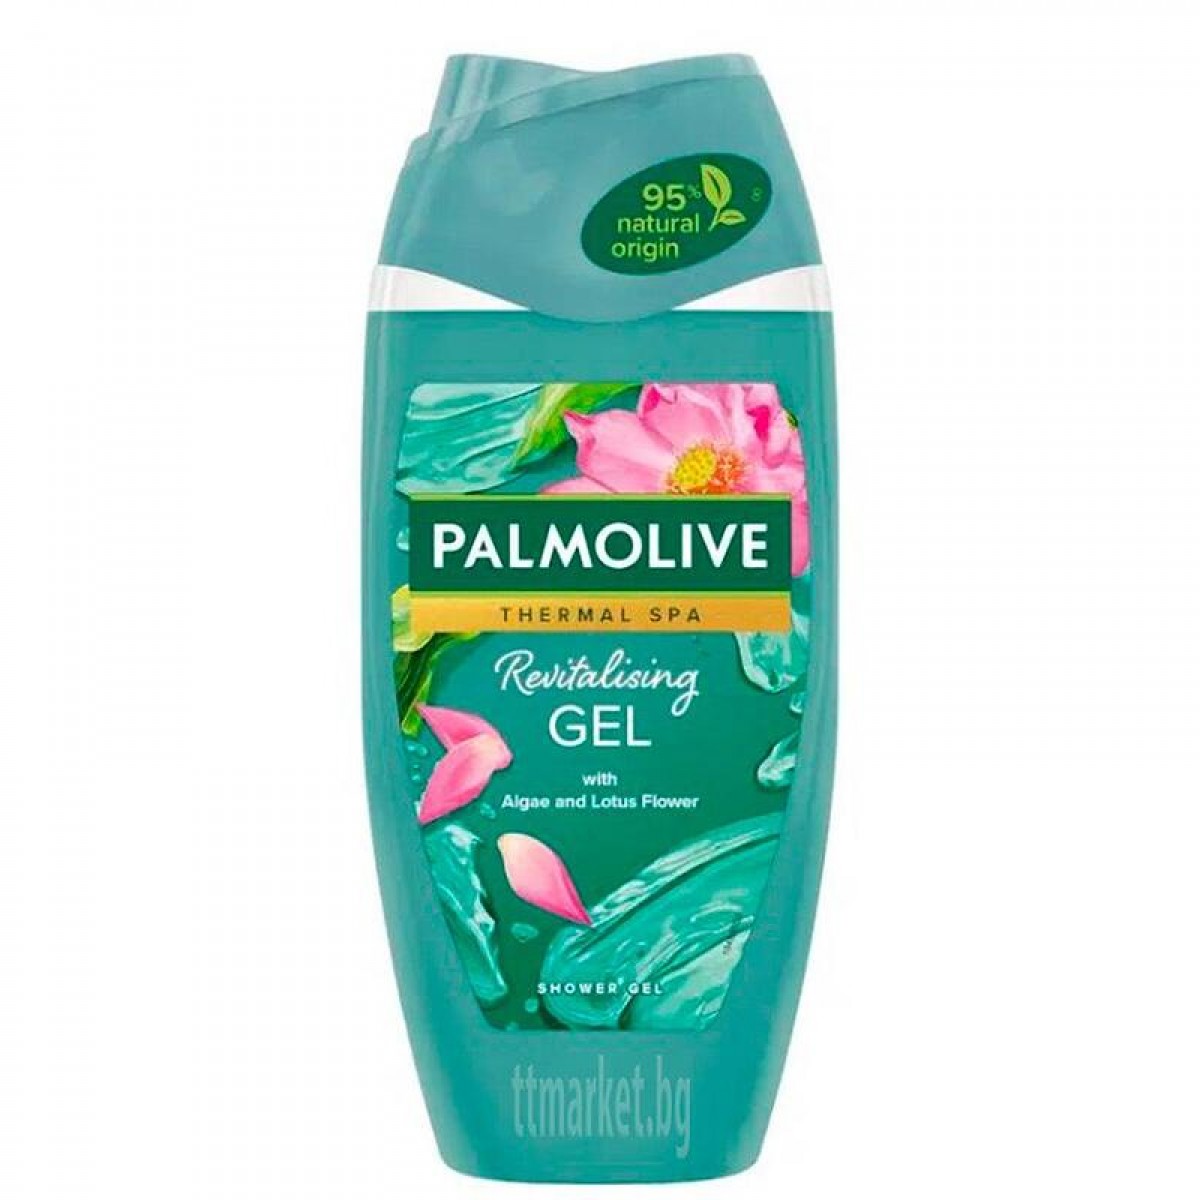 95%
natural
origin
PALMOLIVE
THERMAL SPA
Revitalising
GEL
with
Algae and Lotus Flower
SHOWER GEL
ttmarket.bg